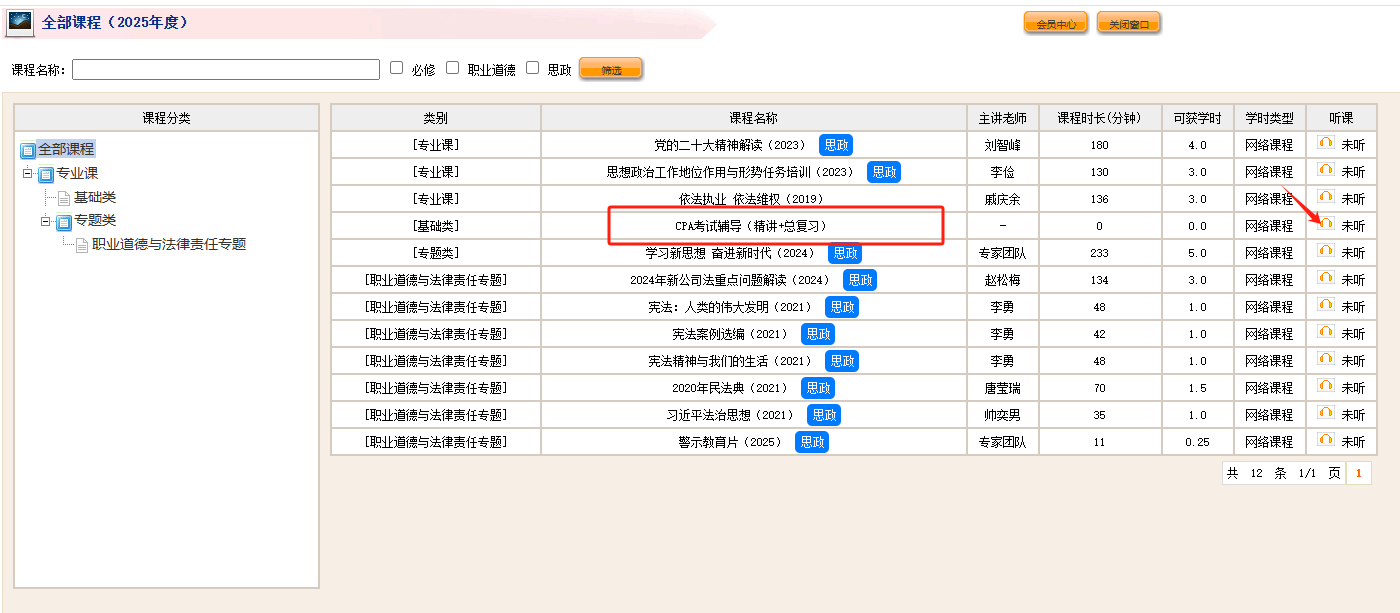 全部课程（2025年度）
会员中心 关闭窗口
课程名称： 必修 职业道德 思政 筛选
课程分类
全部课程
专业课
基础类
专题类
职业道德与法律责任专题
类别 课程名称 主讲老师 课程时长(分钟) 可获学时 学时类型 听课
[专业课] 党的二十大精神解读（2023） 思政 刘智峰 180 4.0 网络课程 未听
[专业课] 思想政治工作地位作用与形势任务培训（2023） 思政 李俭 130 3.0 网络课程 未听
[专业课] 依法执业 依法维权（2019） 戚庆余 136 3.0 网络课程 未听
[基础类] CPA考试辅导（精讲+总复习） - 0 0.0 网络课程 未听
[专题类] 学习新思想 奋进新时代（2024） 思政 专家团队 233 5.0 网络课程 未听
[职业道德与法律责任专题] 2024年新公司法重点问题解读（2024） 思政 赵松梅 134 3.0 网络课程 未听
[职业道德与法律责任专题] 宪法：人类的伟大发明（2021） 思政 李勇 48 1.0 网络课程 未听
[职业道德与法律责任专题] 宪法案例选编（2021） 思政 李勇 42 1.0 网络课程 未听
[职业道德与法律责任专题] 宪法精神与我们的生活（2021） 思政 李勇 48 1.0 网络课程 未听
[职业道德与法律责任专题] 2020年民法典（2021） 思政 唐莹瑞 70 1.5 网络课程 未听
[职业道德与法律责任专题] 习近平法治思想（2021） 思政 帅奕男 35 1.0 网络课程 未听
[职业道德与法律责任专题] 警示教育片（2025） 思政 专家团队 11 0.25 网络课程 未听
共 12 条 1/1 页 1